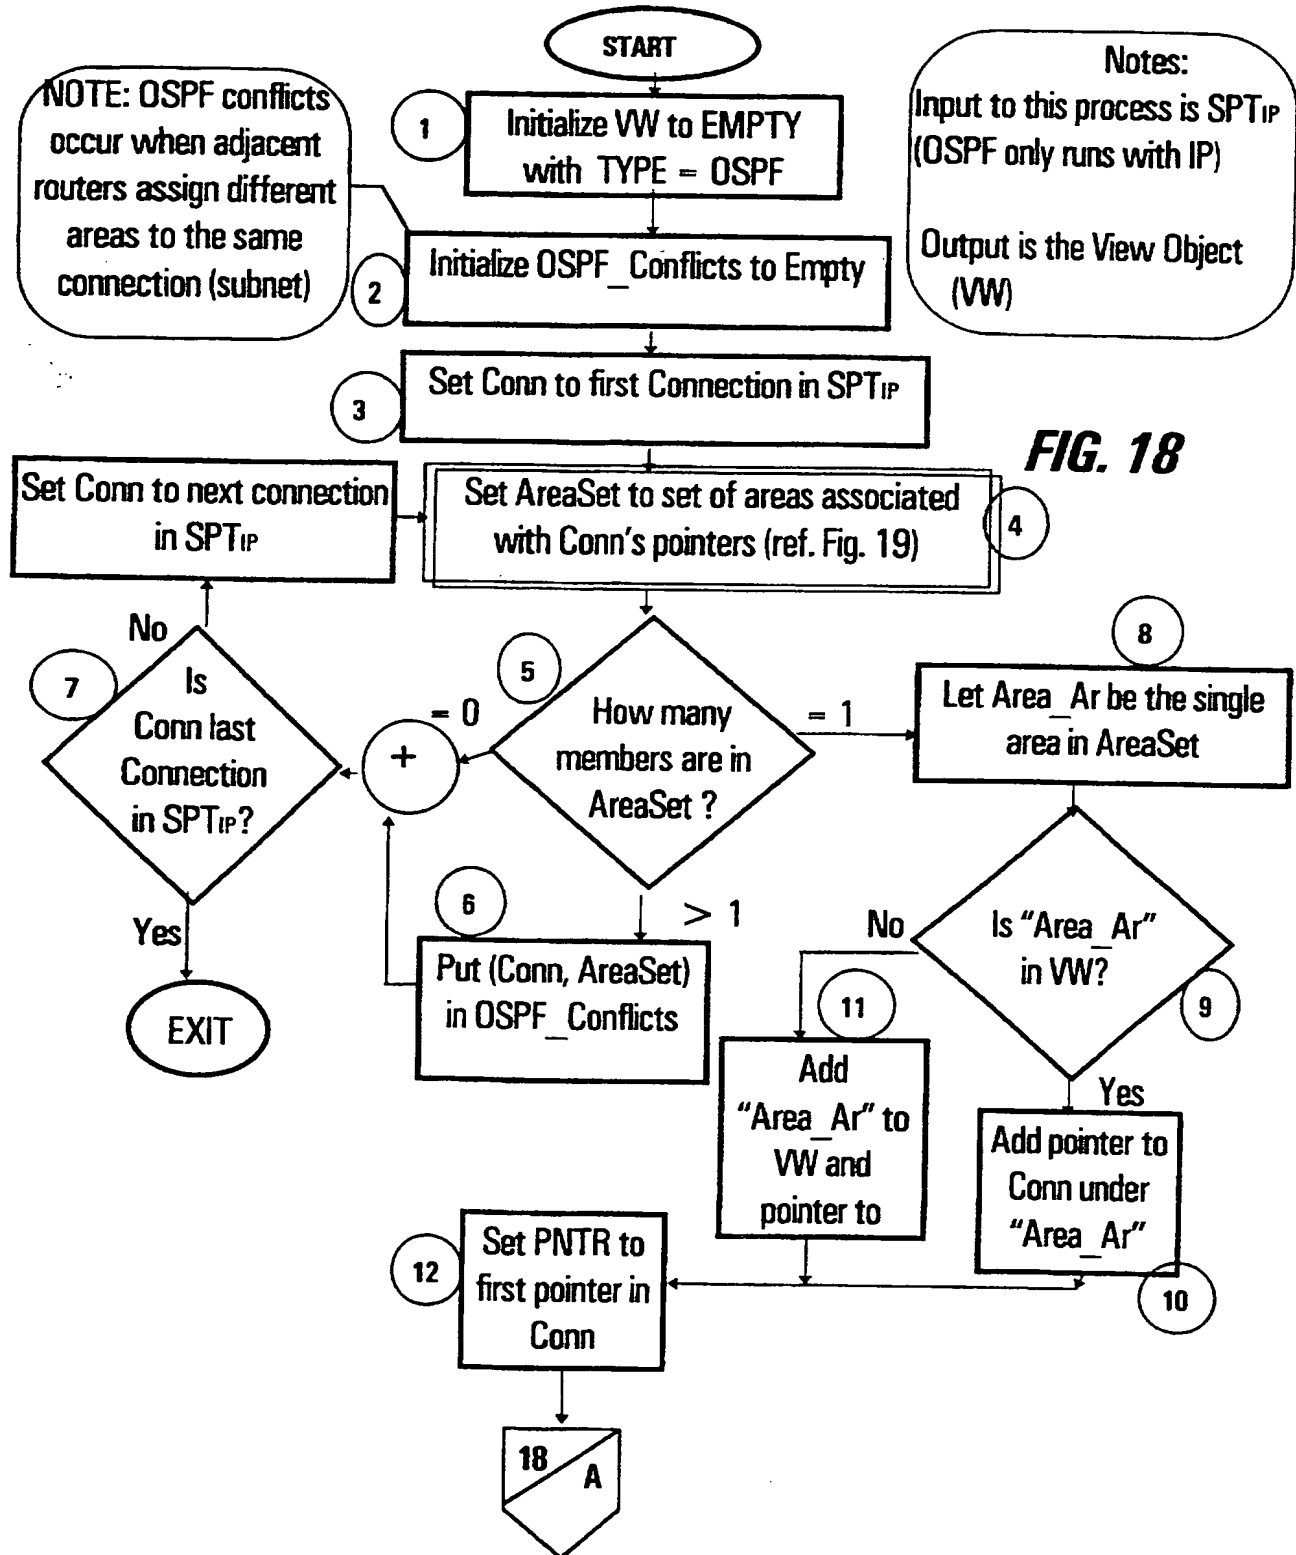 START
NOTE: OSPF conflicts
occur when adjacent
routers assign different
areas to the same
connection (subnet)
Notes:
Input to this process is SPTIP
(OSPF only runs with IP)
Output is the View Object
(VW)
1
Initialize VW to EMPTY
with TYPE = OSPF
2
Initialize OSPF_Conflicts to Empty
3
Set Conn to first Connection in SPTIP
FIG. 18
Set Conn to next connection
in SPTIP
Set AreaSet to set of areas associated
with Conn's pointers (ref. Fig. 19)
4
No
7
Is
Conn last
Connection
in SPTIP?
Yes
EXIT
+
= 0
5
How many
members are in
AreaSet ?
= 1
> 1
8
Let Area_Ar be the single
area in AreaSet
6
Put (Conn, AreaSet)
in OSPF_Conflicts
No
Is "Area_Ar"
in VW?
9
Yes
11
Add
"Area_Ar" to
VW and
pointer to
Add pointer to
Conn under
"Area_Ar"
10
12
Set PNTR to
first pointer in
Conn
18
A